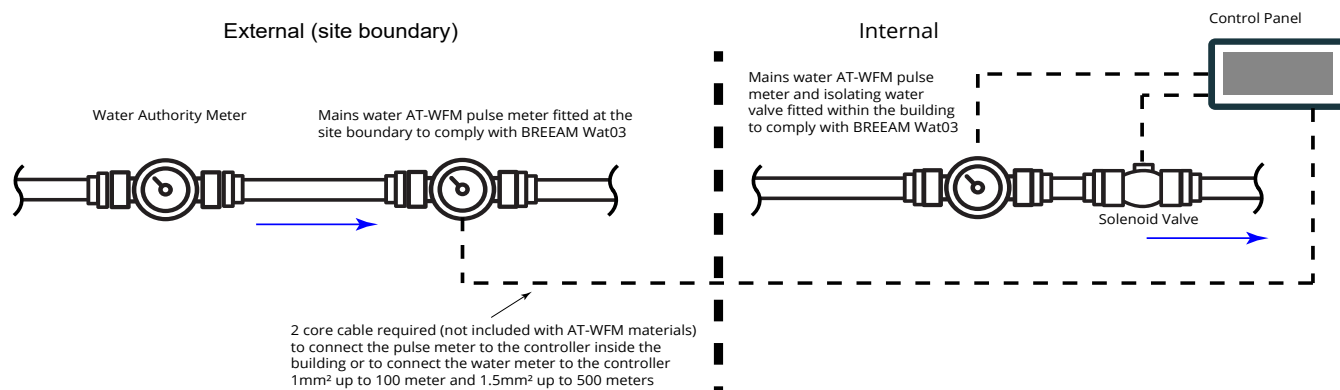 External (site boundary)
Internal
Control Panel
Water Authority Meter
Mains water AT-WFM pulse meter fitted at the
site boundary to comply with BREEAM Wat03
Mains water AT-WFM pulse
meter and isolating water
valve fitted within the building
to comply with BREEAM Wat03
Solenoid Valve
2 core cable required (not included with AT-WFM materials)
to connect the pulse meter to the controller inside the
building or to connect the water meter to the controller
1mm² up to 100 meter and 1.5mm² up to 500 meters